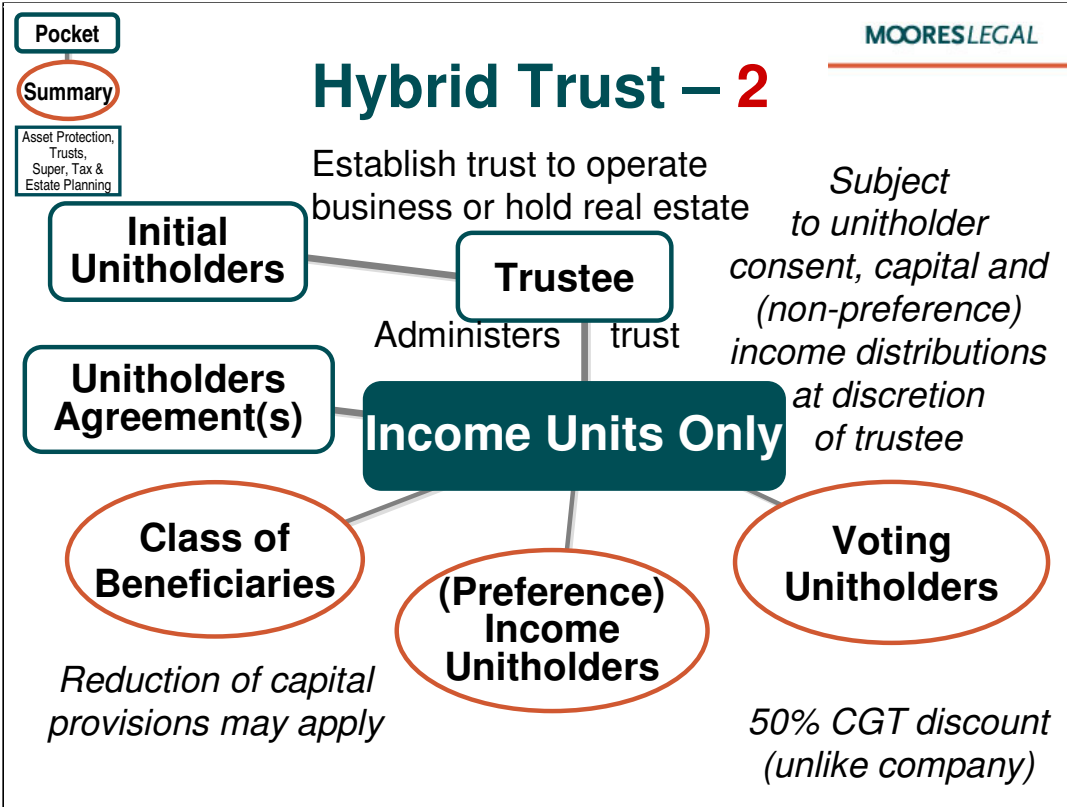 Pocket
Summary
Asset Protection,
Trusts,
Super, Tax &
Estate Planning
MOORESLEGAL
Hybrid Trust – 2
Establish trust to operate
business or hold real estate
Initial
Unitholders
Trustee
Administers trust
Subject
to unitholder
consent, capital and
(non-preference)
income distributions
at discretion
of trustee
Unitholders
Agreement(s)
Income Units Only
Class of
Beneficiaries
(Preference)
Income
Unitholders
Voting
Unitholders
Reduction of capital
provisions may apply
50% CGT discount
(unlike company)